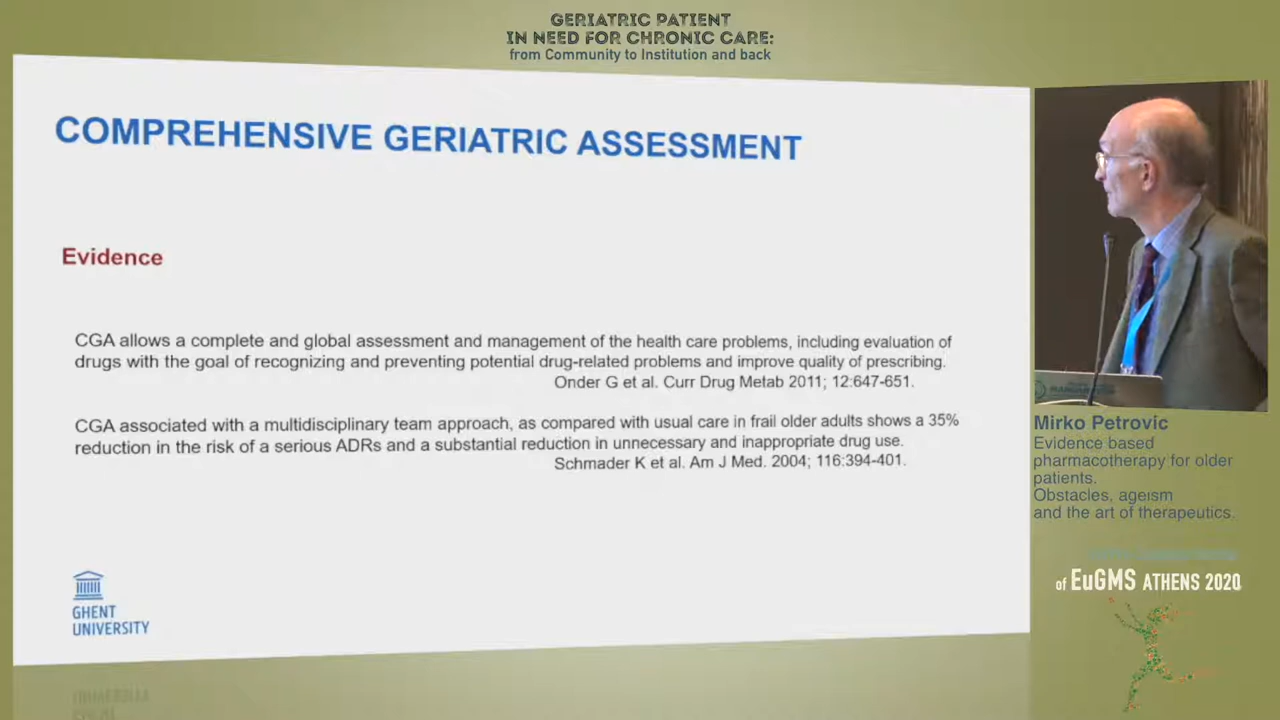 GERIATRIC PATIENT
IN NEED FOR CHRONIC CARE:
from Community to Institution and back
COMPREHENSIVE GERIATRIC ASSESSMENT
Evidence
CGA allows a complete and global assessment and management of the health care problems, including evaluation of
drugs with the goal of recognizing and preventing potential drug-related problems and improve quality of prescribing.
Onder G et al. Curr Drug Metab 2011; 12:647-651.
CGA associated with a multidisciplinary team approach, as compared with usual care in frail older adults shows a 35%
reduction in the risk of a serious ADRs and a substantial reduction in unnecessary and inappropriate drug use.
Schmader K et al. Am J Med. 2004; 116:394-401.
GHENT
UNIVERSITY
Mirko Petrovic
Evidence based
pharmacotherapy for older
patients.
Obstacles, ageism
and the art of therapeutics.
of EuGMS ATHENS 2020